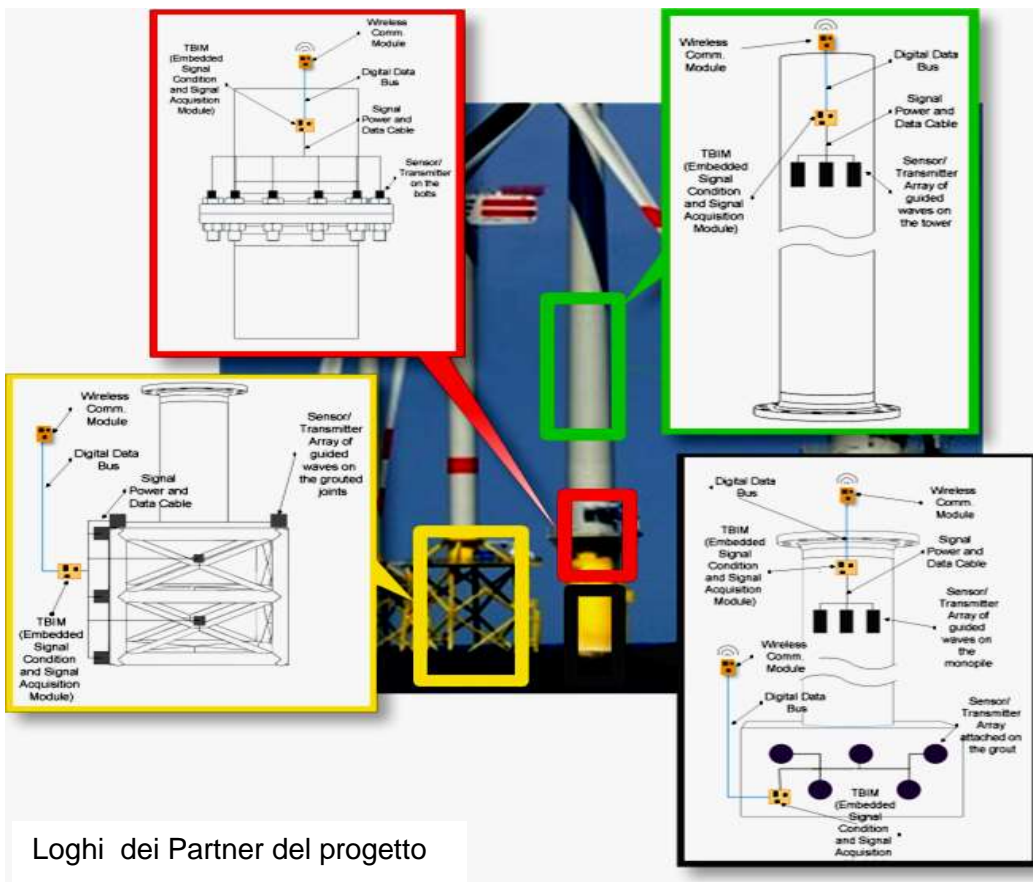 Wireless
Comm.
Module
TBIM
(Embedded
Signal
Condition
and Signal
Acquisition
Module)
Digital Data
Bus
Signal
Power and
Data Cable
Sensor/
Transmitter
on the
bolts
Wireless
Comm.
Module
Digital Data
Bus
Signal
Power and
Data Cable
TBIM
(Embedded
Signal
Condition
and Signal
Acquisition
Module)
Sensor/
Transmitter
Array of
guided
waves on
the tower
Wireless
Comm.
Module
Digital Data
Bus
Signal
Power and
Data Cable
Sensor/
Transmitter
Array of
guided
waves on
the grouted
joints
TBIM
(Embedded
Signal
Condition
and Signal
Acquisition
Module)
Digital Data
Bus
Wireless
Comm.
Module
TBIM
(Embedded
Signal
Condition
and Signal
Acquisition
Module)
Signal
Power and
Data Cable
Sensor/
Transmitter
Array of
guided
waves on
the
monopile
Wireless
Comm.
Module
Digital Data
Bus
Sensor/
Transmitter
Array
attached on
the grout
TBIM
(Embedded
Signal
Condition
and Signal
Acquisition
Loghi dei Partner del progetto